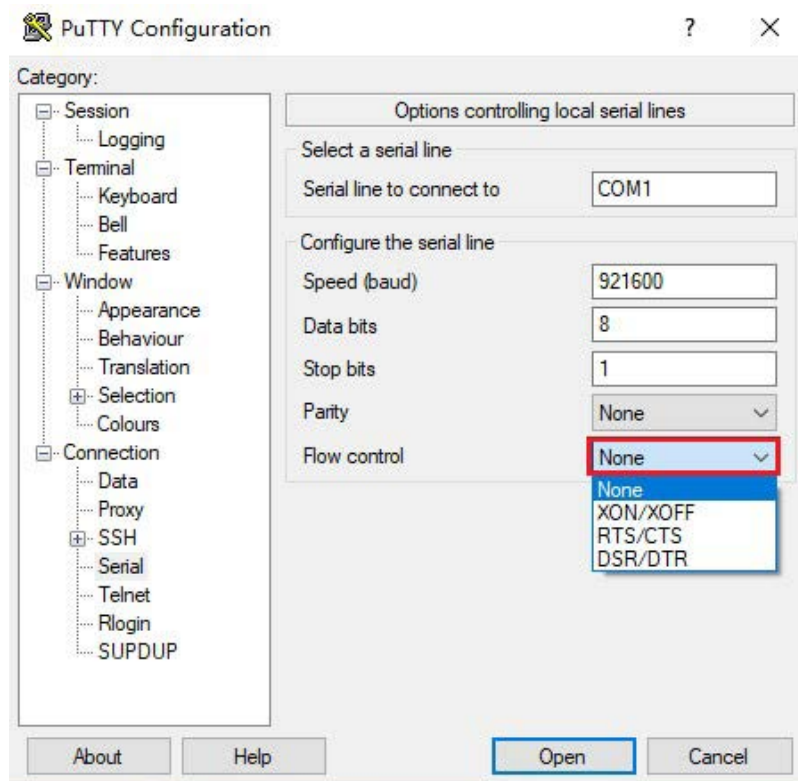 PuTTY Configuration
?
Category:
Session
Logging
Terminal
Keyboard
Bell
Features
Window
Appearance
Behaviour
Translation
Selection
Colours
Connection
Data
Proxy
SSH
Serial
Telnet
Rlogin
SUPDUP
Options controlling local serial lines
Select a serial line
Serial line to connect to COM1
Configure the serial line
Speed (baud) 921600
Data bits 8
Stop bits 1
Parity None
Flow control None
None
XON/XOFF
RTS/CTS
DSR/DTR
About Help Open Cancel